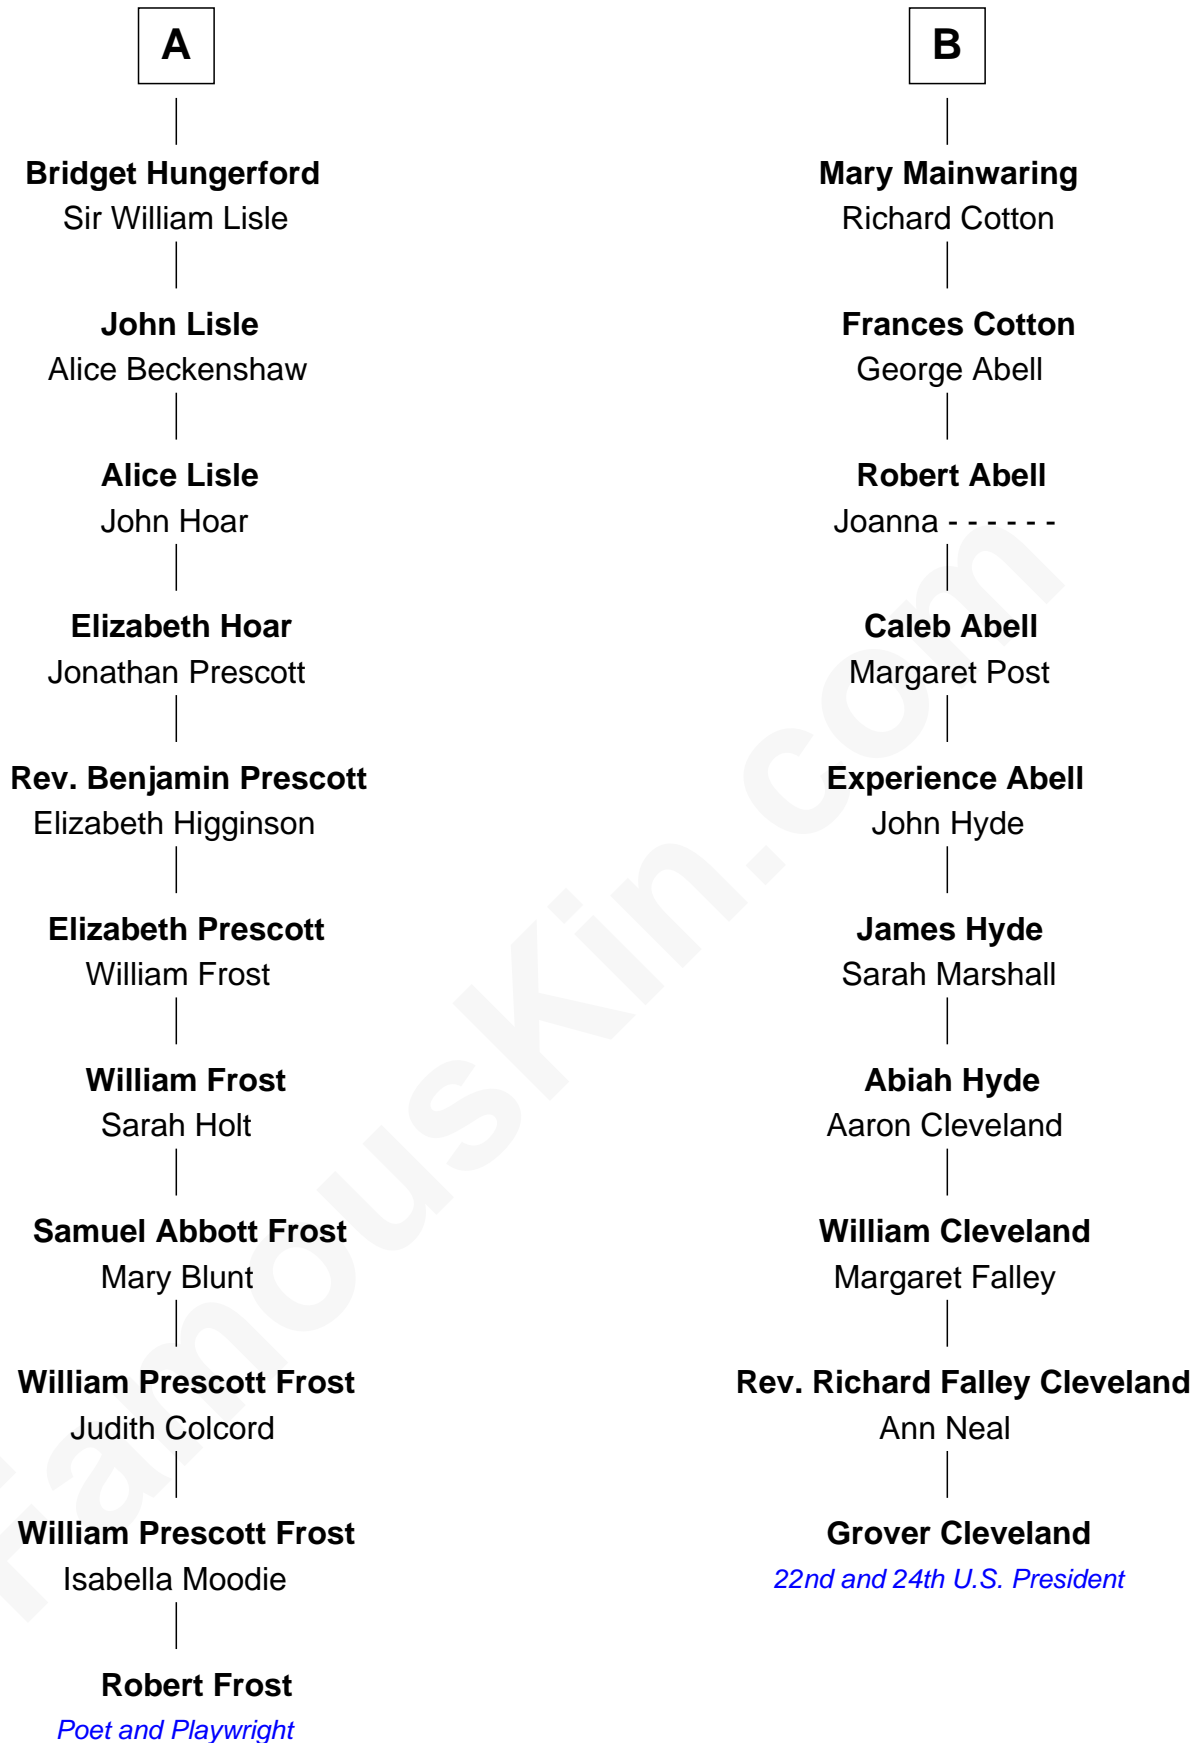 A
Bridget Hungerford
Sir William Lisle
John Lisle
Alice Beckenshaw
Alice Lisle
John Hoar
Elizabeth Hoar
Jonathan Prescott
Rev. Benjamin Prescott
Elizabeth Higginson
Elizabeth Prescott
William Frost
William Frost
Sarah Holt
Samuel Abbott Frost
Mary Blunt
William Prescott Frost
Judith Colcord
William Prescott Frost
Isabella Moodie
Robert Frost
Poet and Playwright
B
Mary Mainwaring
Richard Cotton
Frances Cotton
George Abell
Robert Abell
Joanna - - - - - -
Caleb Abell
Margaret Post
Experience Abell
John Hyde
James Hyde
Sarah Marshall
Abiah Hyde
Aaron Cleveland
William Cleveland
Margaret Falley
Rev. Richard Falley Cleveland
Ann Neal
Grover Cleveland
22nd and 24th U.S. President
FamousKin.com